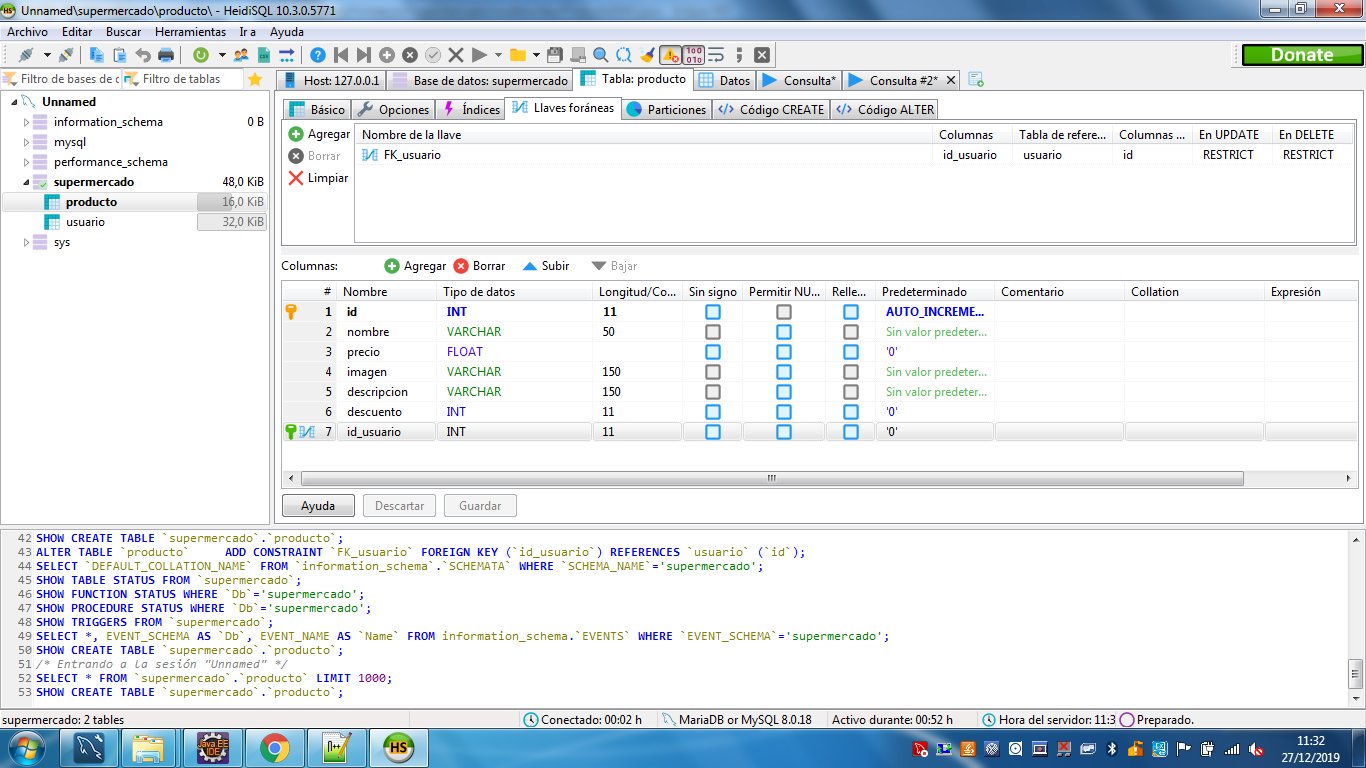 Unnamed\supermercado\producto\ - HeidiSQL 10.3.0.5771
Archivo Editar Buscar Herramientas Ir a Ayuda
Donate
Filtro de bases de d Filtro de tablas
Host: 127.0.0.1 Base de datos: supermercado Tabla: producto Datos Consulta* Consulta #2*
Unnamed
information_schema 0 B
mysql
performance_schema
supermercado 48,0 KiB
producto 16,0 KiB
usuario 32,0 KiB
sys
Básico Opciones Índices Llaves foráneas Particiones Código CREATE Código ALTER
Agregar
Borrar
Limpiar
Nombre de la llave Columnas Tabla de refere... Columnas ... En UPDATE En DELETE
FK_usuario id_usuario usuario id RESTRICT RESTRICT
Columnas: Agregar Borrar Subir Bajar
# Nombre Tipo de datos Longitud/Co... Sin signo Permitir NU... Relle... Predeterminado Comentario Collation Expresión
1 id INT 11 AUTO_INCREME...
2 nombre VARCHAR 50 Sin valor predeter...
3 precio FLOAT '0'
4 imagen VARCHAR 150 Sin valor predeter...
5 descripcion VARCHAR 150 Sin valor predeter...
6 descuento INT 11 '0'
7 id_usuario INT 11 '0'
Ayuda Descartar Guardar
42 SHOW CREATE TABLE `supermercado`.`producto`;
43 ALTER TABLE `producto` ADD CONSTRAINT `FK_usuario` FOREIGN KEY (`id_usuario`) REFERENCES `usuario` (`id`);
44 SELECT `DEFAULT_COLLATION_NAME` FROM `information_schema`.`SCHEMATA` WHERE `SCHEMA_NAME`='supermercado';
45 SHOW TABLE STATUS FROM `supermercado`;
46 SHOW FUNCTION STATUS WHERE `Db`='supermercado';
47 SHOW PROCEDURE STATUS WHERE `Db`='supermercado';
48 SHOW TRIGGERS FROM `supermercado`;
49 SELECT *, EVENT_SCHEMA AS `Db`, EVENT_NAME AS `Name` FROM information_schema.`EVENTS` WHERE `EVENT_SCHEMA`='supermercado';
50 SHOW CREATE TABLE `supermercado`.`producto`;
51 /* Entrando a la sesión "Unnamed" */
52 SELECT * FROM `supermercado`.`producto` LIMIT 1000;
53 SHOW CREATE TABLE `supermercado`.`producto`;
supermercado: 2 tables Conectado: 00:02 h MariaDB or MySQL 8.0.18 Activo durante: 00:52 h Hora del servidor: 11:3 Preparado.
Java EE
IDE
HS
11:32
27/12/2019